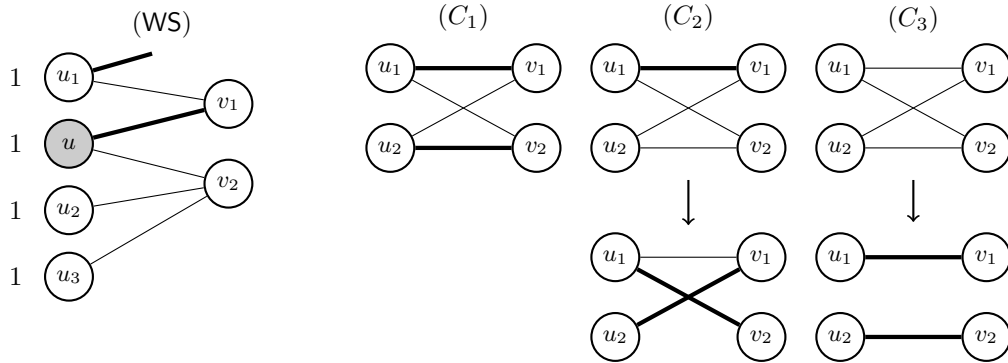 (WS)
1 u₁
v₁
1 u
v₂
1 u₂
1 u₃
(C₁) (C₂) (C₃)
u₁ v₁ u₁ v₁ u₁ v₁
u₂ v₂ u₂ v₂ u₂ v₂
u₁ v₁ u₁ v₁
u₂ v₂ u₂ v₂